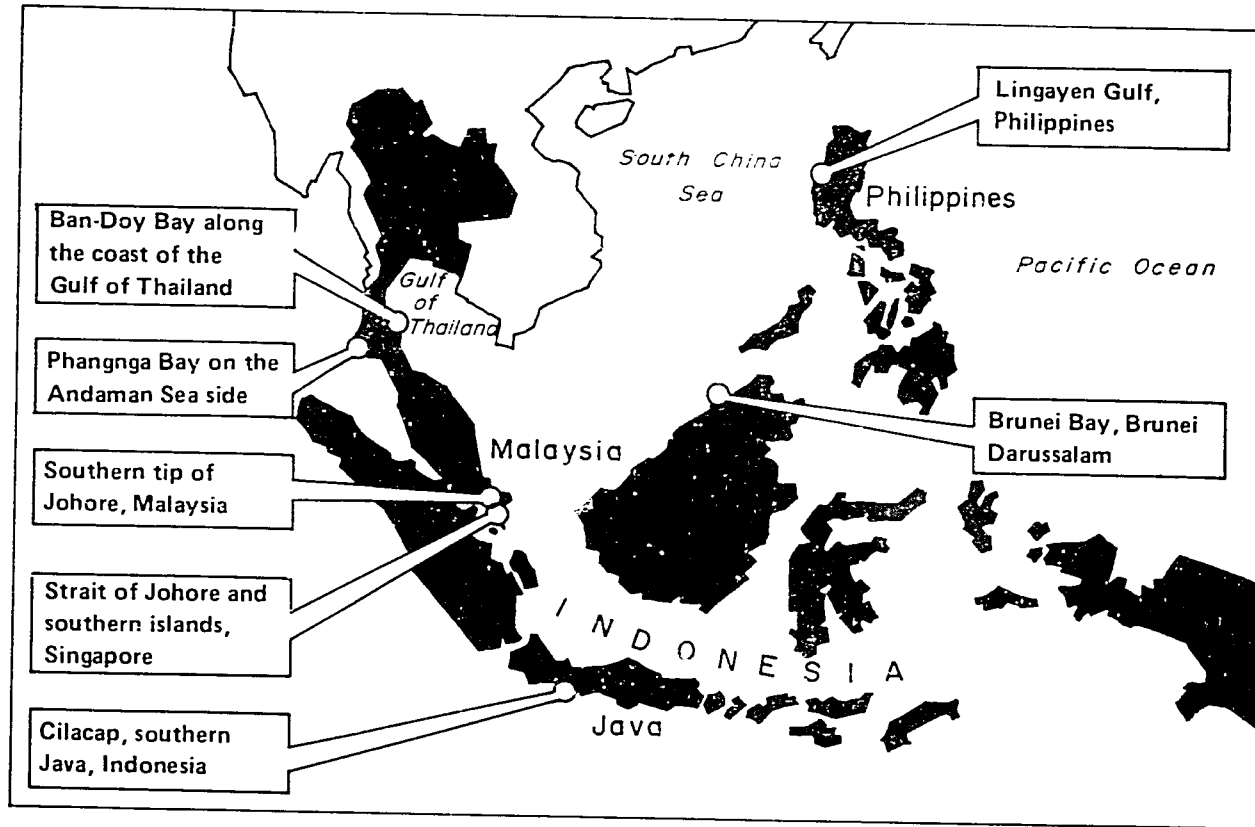 Lingayen Gulf,
Philippines
South China
Sea
Philippines
Pacific Ocean
Ban-Doy Bay along
the coast of the
Gulf of Thailand
Gulf
of
Thailand
Phangnga Bay on the
Andaman Sea side
Brunei Bay, Brunei
Darussalam
Malaysia
Southern tip of
Johore, Malaysia
Strait of Johore and
southern islands,
Singapore
INDONESIA
Java
Cilacap, southern
Java, Indonesia